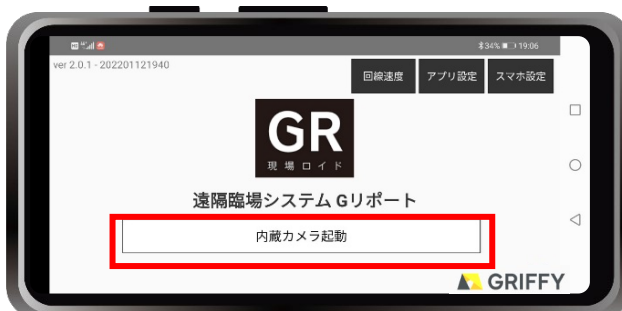 34% 19:06
ver 2.0.1 - 202201121940
回線速度 アプリ設定 スマホ設定
GR
現場ロイド
遠隔臨場システム Gリポート
内蔵カメラ起動
GRIFFY